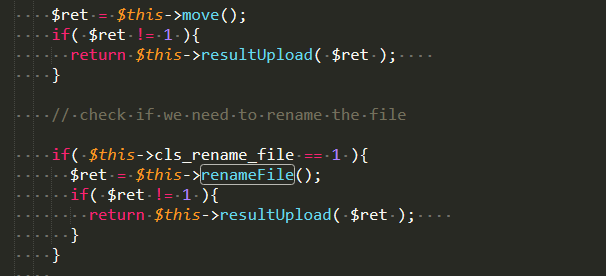 $ret = $this->move();
if( $ret != 1 ){
return $this->resultUpload( $ret );
}
// check if we need to rename the file
if( $this->cls_rename_file == 1 ){
$ret = $this->renameFile();
if( $ret != 1 ){
return $this->resultUpload( $ret );
}
}